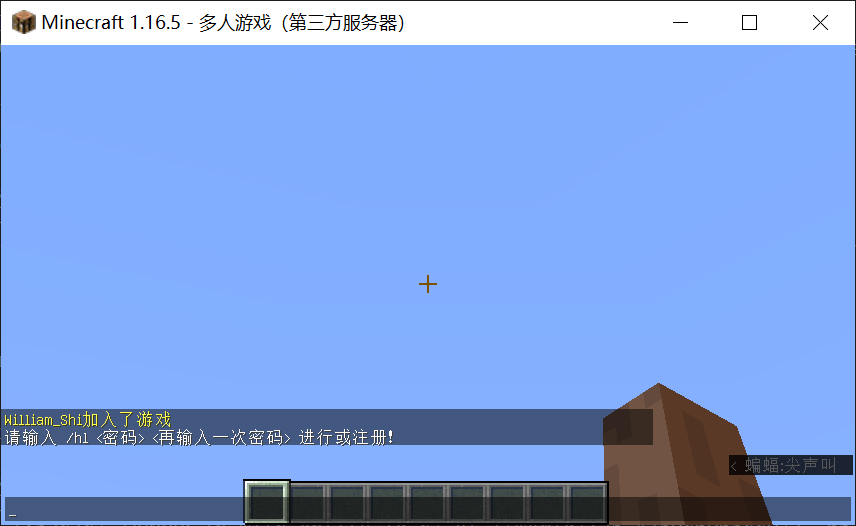 Minecraft 1.16.5 - 多人游戏（第三方服务器）
William_Shi加入了游戏
请输入 /hl <密码> <再输入一次密码> 进行或注册!
< 蝙蝠:尖声叫
_